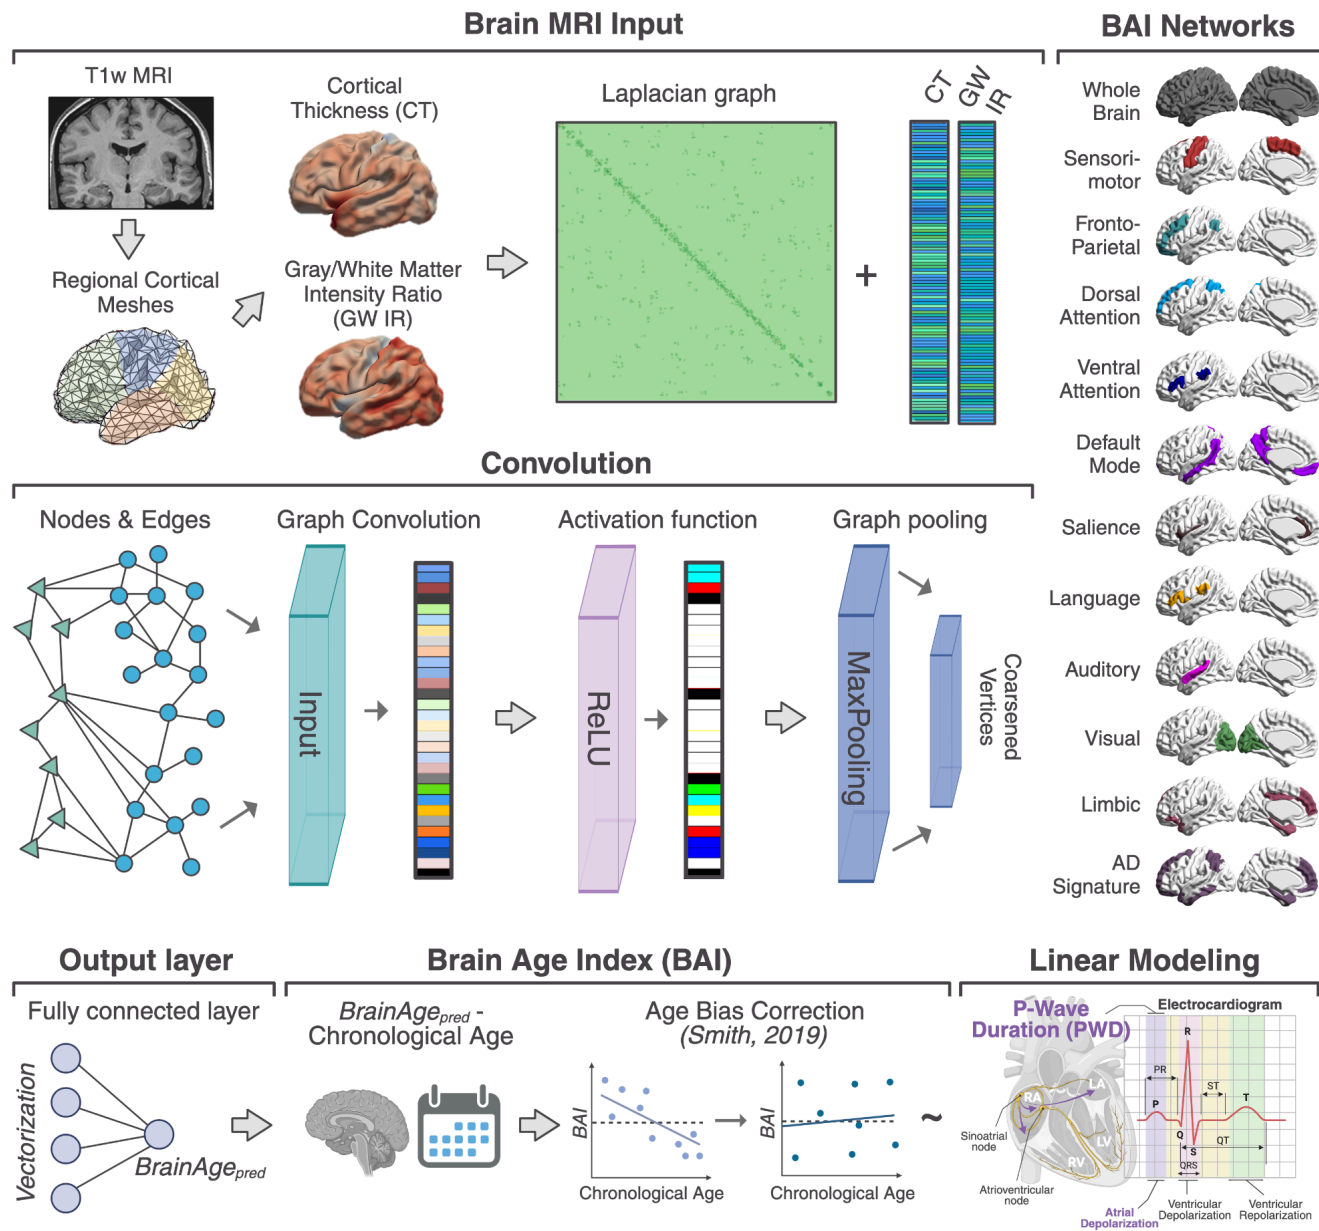 Brain MRI Input
T1w MRI
Regional Cortical
Meshes
Cortical
Thickness (CT)
Gray/White Matter
Intensity Ratio
(GW IR)
Laplacian graph
+
CT
GW
IR
BAI Networks
Whole
Brain
Sensori-
motor
Fronto-
Parietal
Dorsal
Attention
Ventral
Attention
Default
Mode
Salience
Language
Auditory
Visual
Limbic
AD
Signature
Convolution
Nodes & Edges
Graph Convolution
Input
Activation function
ReLU
Graph pooling
MaxPooling
Coarsened
Vertices
Output layer
Fully connected layer
Vectorization
BrainAgepred
Brain Age Index (BAI)
BrainAgepred -
Chronological Age
Age Bias Correction
(Smith, 2019)
BAI
Chronological Age
BAI
Chronological Age
~
Linear Modeling
P-Wave
Duration (PWD)
Electrocardiogram
RA
LA
LV
RV
Sinoatrial
node
Atrioventricular
node
R
PR
ST
P
T
Q
QT
S
QRS
Atrial
Depolarization
Ventricular
Depolarization
Ventricular
Repolarization